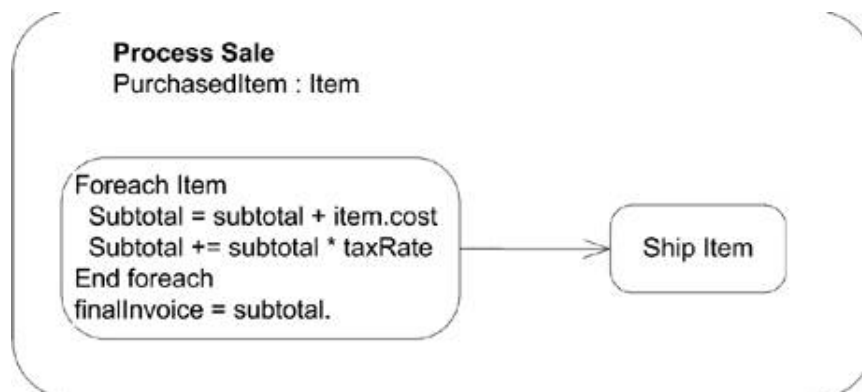 Process Sale
PurchasedItem : Item
Foreach Item
Subtotal = subtotal + item.cost
Subtotal += subtotal * taxRate
End foreach
finalInvoice = subtotal.
Ship Item